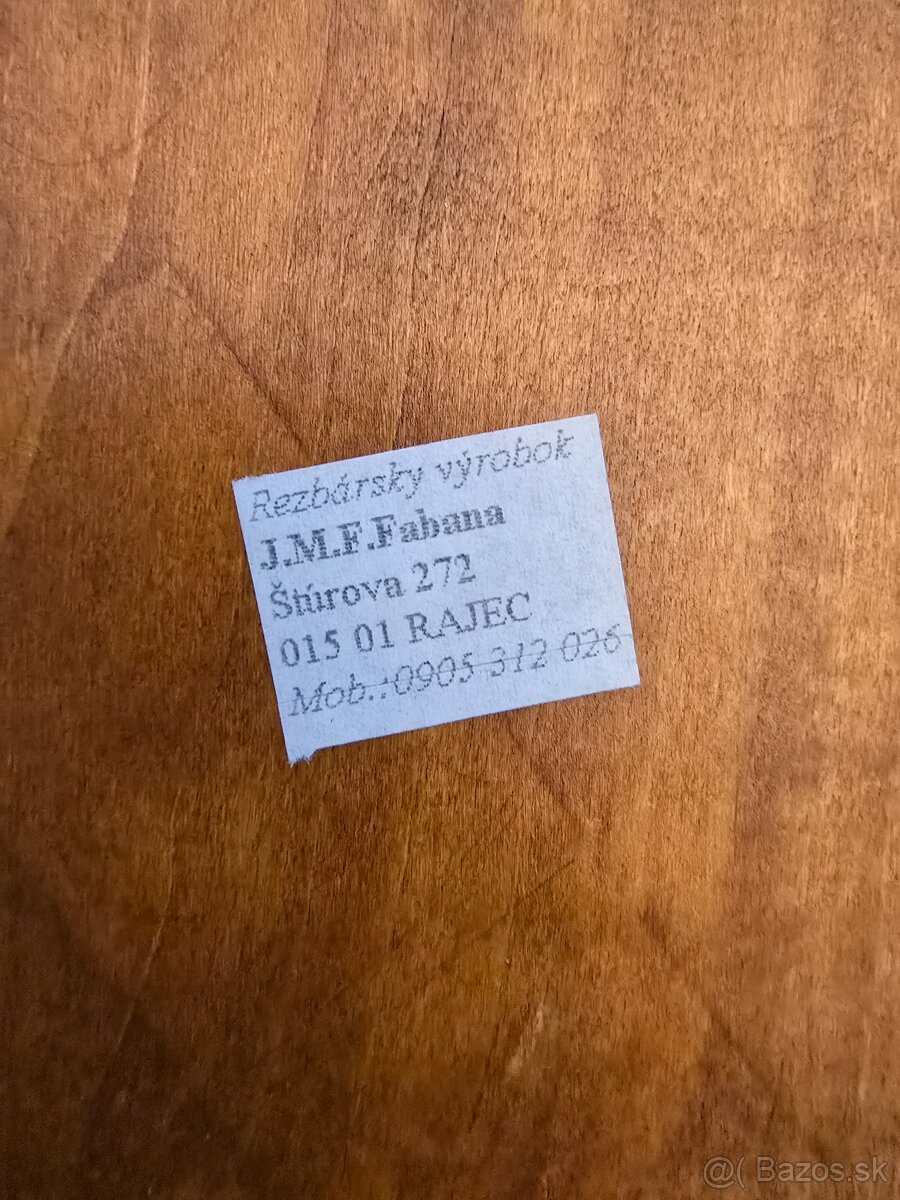 Rezbársky výrobok
J.M.F.Fabana
Štúrova 272
015 01 RAJEC
Mob.:0905 312 026
@( Bazos.sk